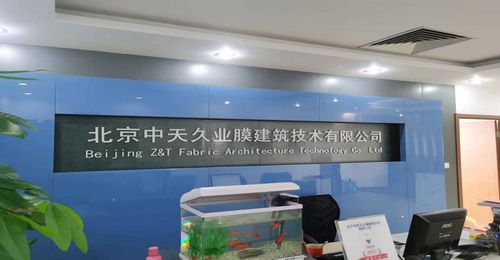 北京中天久业膜建筑技术有限公司
Beijing Z&T Fabric Architecture Technology Co. Ltd
AOC